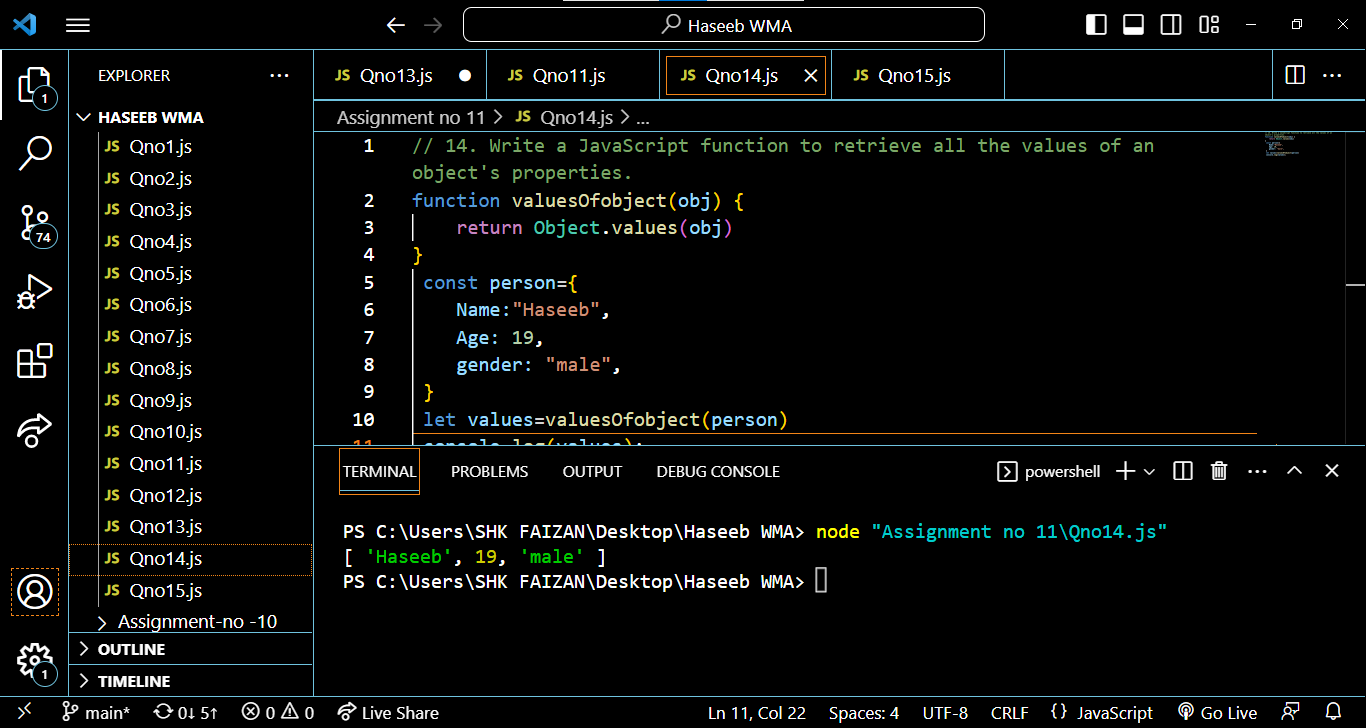 Haseeb WMA
EXPLORER
HASEEB WMA
JS Qno1.js
JS Qno2.js
JS Qno3.js
JS Qno4.js
JS Qno5.js
JS Qno6.js
JS Qno7.js
JS Qno8.js
JS Qno9.js
JS Qno10.js
JS Qno11.js
JS Qno12.js
JS Qno13.js
JS Qno14.js
JS Qno15.js
Assignment-no -10
OUTLINE
TIMELINE
1
74
1
JS Qno13.js JS Qno11.js JS Qno14.js JS Qno15.js
Assignment no 11 > JS Qno14.js > ...
1 // 14. Write a JavaScript function to retrieve all the values of an
object's properties.
2 function valuesOfobject(obj) {
3 return Object.values(obj)
4 }
5 const person={
6 Name:"Haseeb",
7 Age: 19,
8 gender: "male",
9 }
10 let values=valuesOfobject(person)
11 console.log(values);
TERMINAL PROBLEMS OUTPUT DEBUG CONSOLE powershell
PS C:\Users\SHK FAIZAN\Desktop\Haseeb WMA> node "Assignment no 11\Qno14.js"
[ 'Haseeb', 19, 'male' ]
PS C:\Users\SHK FAIZAN\Desktop\Haseeb WMA>
main* 0↓ 5↑ 0 0 Live Share Ln 11, Col 22 Spaces: 4 UTF-8 CRLF {} JavaScript Go Live